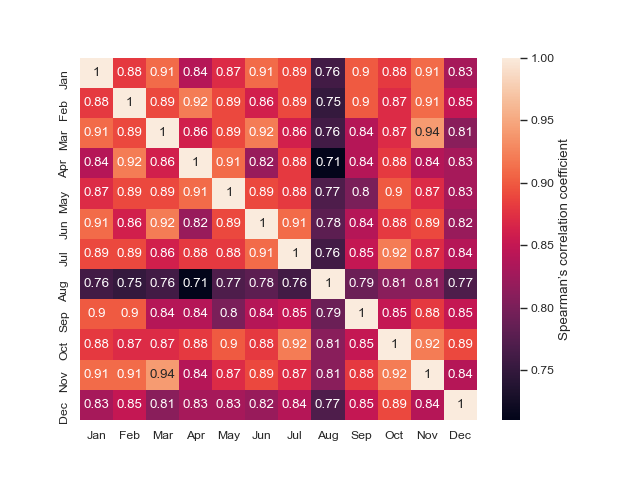 Jan 1 0.88 0.91 0.84 0.87 0.91 0.89 0.76 0.9 0.88 0.91 0.83
Feb 0.88 1 0.89 0.92 0.89 0.86 0.89 0.75 0.9 0.87 0.91 0.85
Mar 0.91 0.89 1 0.86 0.89 0.92 0.86 0.76 0.84 0.87 0.94 0.81
Apr 0.84 0.92 0.86 1 0.91 0.82 0.88 0.71 0.84 0.88 0.84 0.83
May 0.87 0.89 0.89 0.91 1 0.89 0.88 0.77 0.8 0.9 0.87 0.83
Jun 0.91 0.86 0.92 0.82 0.89 1 0.91 0.78 0.84 0.88 0.89 0.82
Jul 0.89 0.89 0.86 0.88 0.88 0.91 1 0.76 0.85 0.92 0.87 0.84
Aug 0.76 0.75 0.76 0.71 0.77 0.78 0.76 1 0.79 0.81 0.81 0.77
Sep 0.9 0.9 0.84 0.84 0.8 0.84 0.85 0.79 1 0.85 0.88 0.85
Oct 0.88 0.87 0.87 0.88 0.9 0.88 0.92 0.81 0.85 1 0.92 0.89
Nov 0.91 0.91 0.94 0.84 0.87 0.89 0.87 0.81 0.88 0.92 1 0.84
Dec 0.83 0.85 0.81 0.83 0.83 0.82 0.84 0.77 0.85 0.89 0.84 1
Jan Feb Mar Apr May Jun Jul Aug Sep Oct Nov Dec
1.00
0.95
0.90
0.85
0.80
0.75
Spearman's correlation coefficient